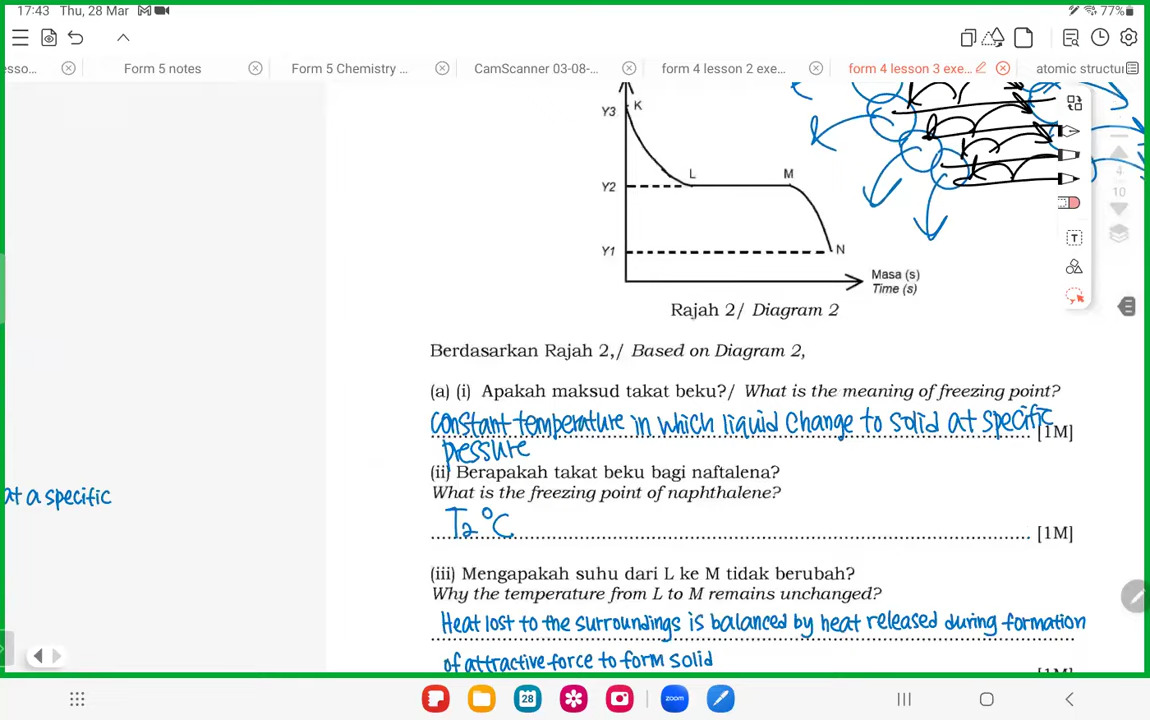 17:43 Thu, 28 Mar
77%
esso...
Form 5 notes
Form 5 Chemistry ...
CamScanner 03-08-...
form 4 lesson 2 exe...
form 4 lesson 3 exe...
atomic structur
Y3
K
L
M
Y2
Y1
N
Masa (s)
Time (s)
4
10
T
Rajah 2/ Diagram 2
Berdasarkan Rajah 2,/ Based on Diagram 2,
(a) (i) Apakah maksud takat beku?/ What is the meaning of freezing point?
Constant temperature in which liquid change to solid at specific
[1M]
pressure
(ii) Berapakah takat beku bagi naftalena?
What is the freezing point of naphthalene?
at a specific
T₂ °C
[1M]
(iii) Mengapakah suhu dari L ke M tidak berubah?
Why the temperature from L to M remains unchanged?
Heat lost to the surroundings is balanced by heat released during formation
of attractive force to form solid
[1M]
28
zoom